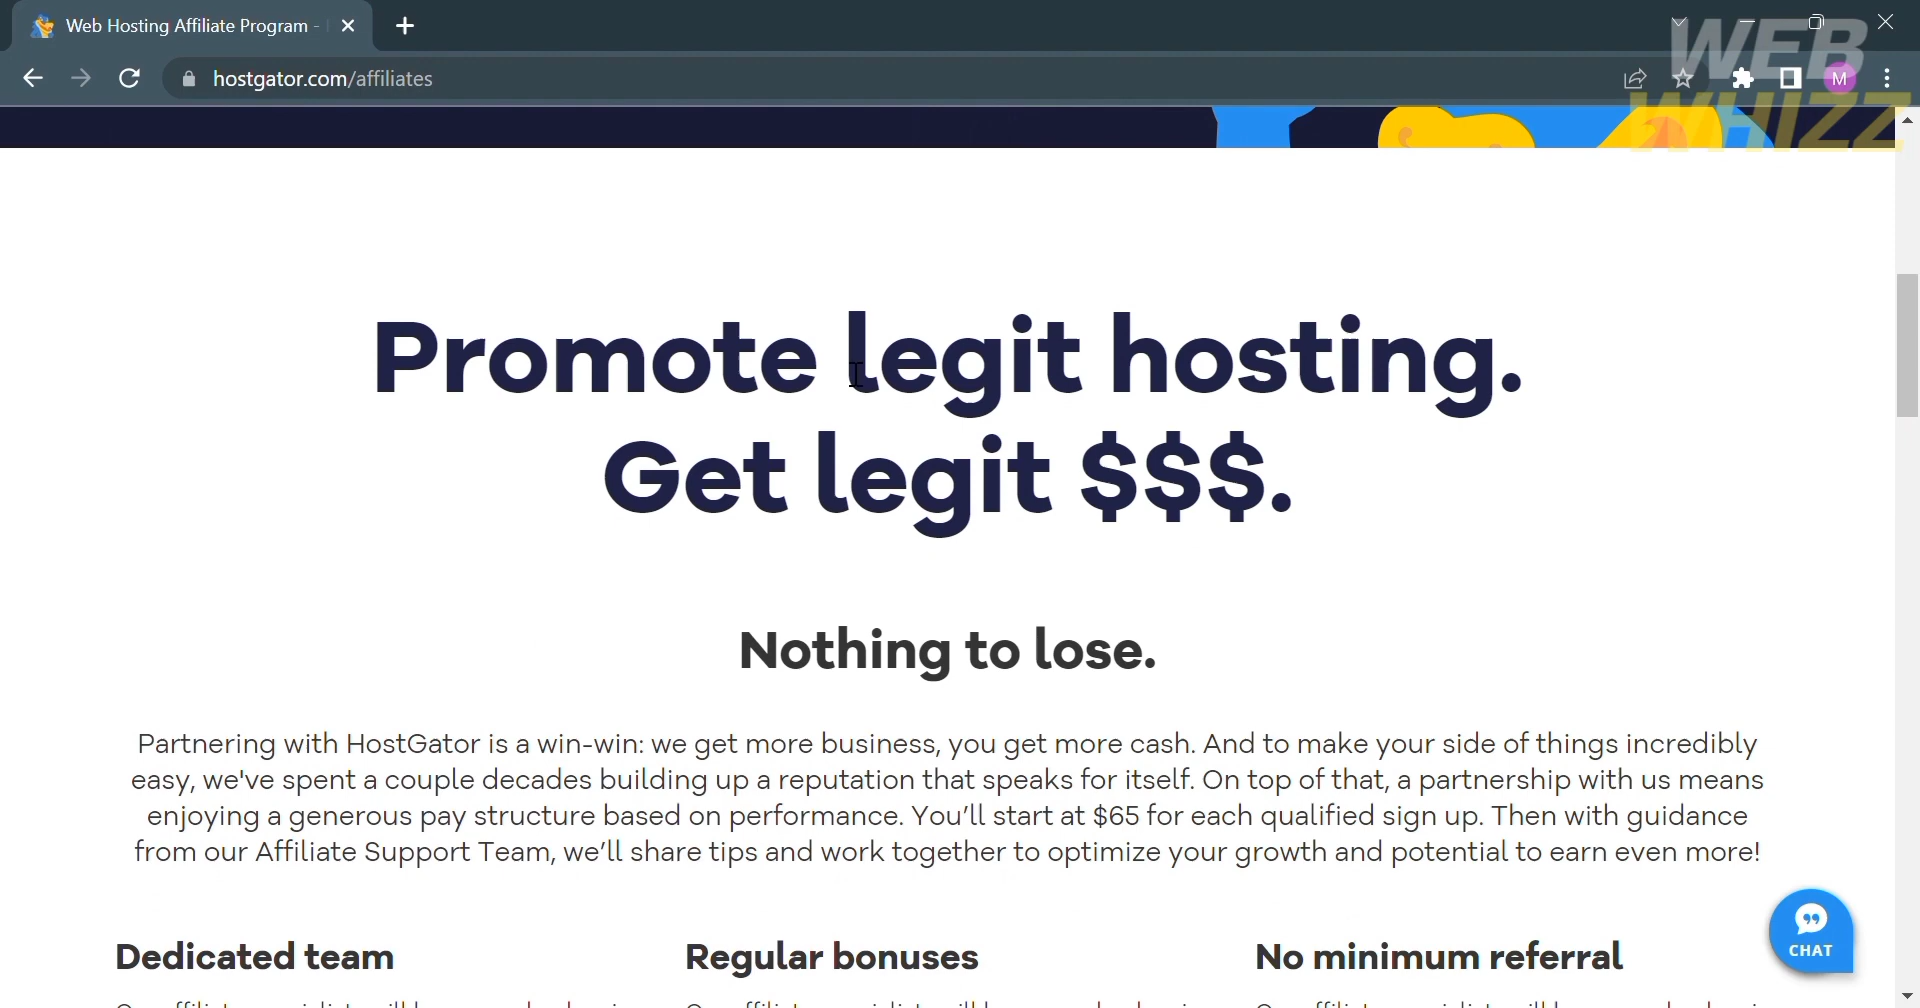 Web Hosting Affiliate Program -
hostgator.com/affiliates
M
WEB
WHIZZ
Promote legit hosting.
Get legit $$$.
Nothing to lose.
Partnering with HostGator is a win-win: we get more business, you get more cash. And to make your side of things incredibly
easy, we've spent a couple decades building up a reputation that speaks for itself. On top of that, a partnership with us means
enjoying a generous pay structure based on performance. You’ll start at $65 for each qualified sign up. Then with guidance
from our Affiliate Support Team, we’ll share tips and work together to optimize your growth and potential to earn even more!
CHAT
Dedicated team
Regular bonuses
No minimum referral